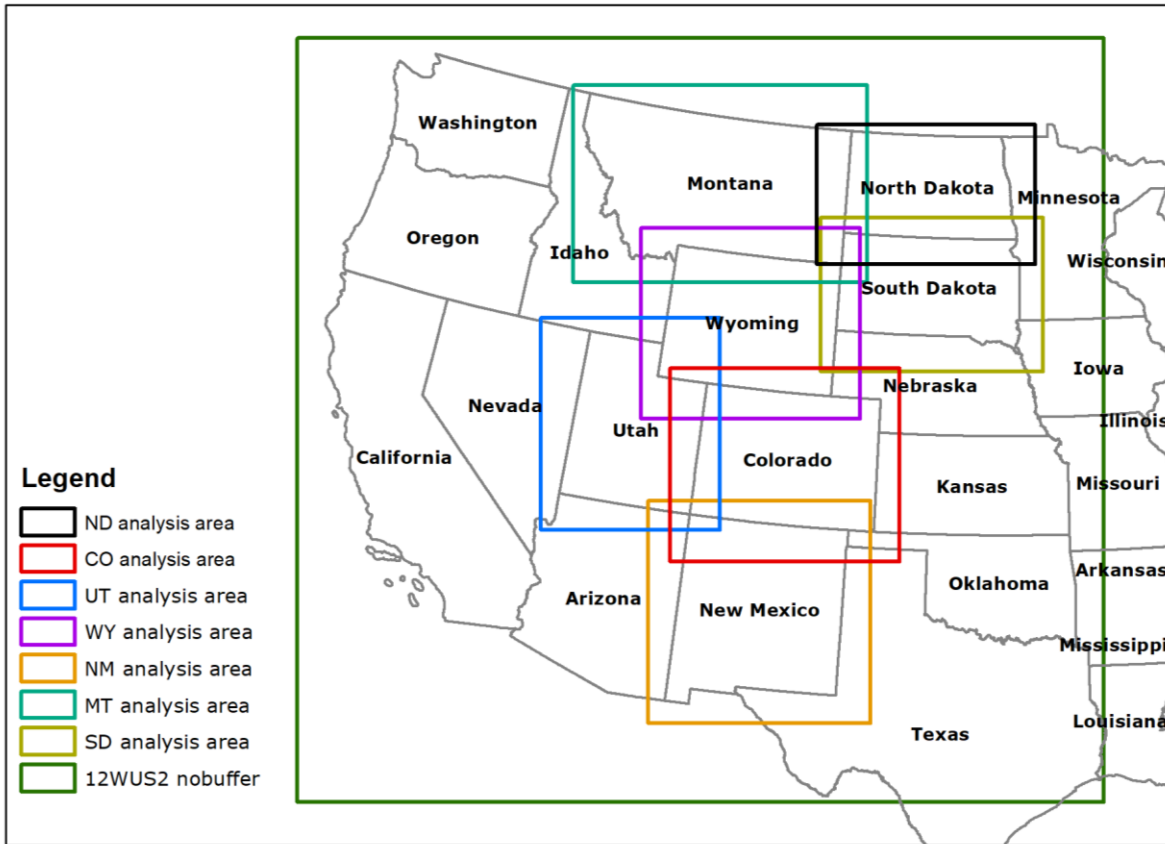 Washington
Montana
North Dakota
Minnesota
Oregon
Idaho
Wisconsin
South Dakota
Wyoming
Iowa
Nebraska
Nevada
Utah
Illinois
California
Colorado
Kansas
Missouri
Arizona
New Mexico
Oklahoma
Arkansas
Mississippi
Texas
Louisiana
Legend
ND analysis area
CO analysis area
UT analysis area
WY analysis area
NM analysis area
MT analysis area
SD analysis area
12WUS2 nobuffer